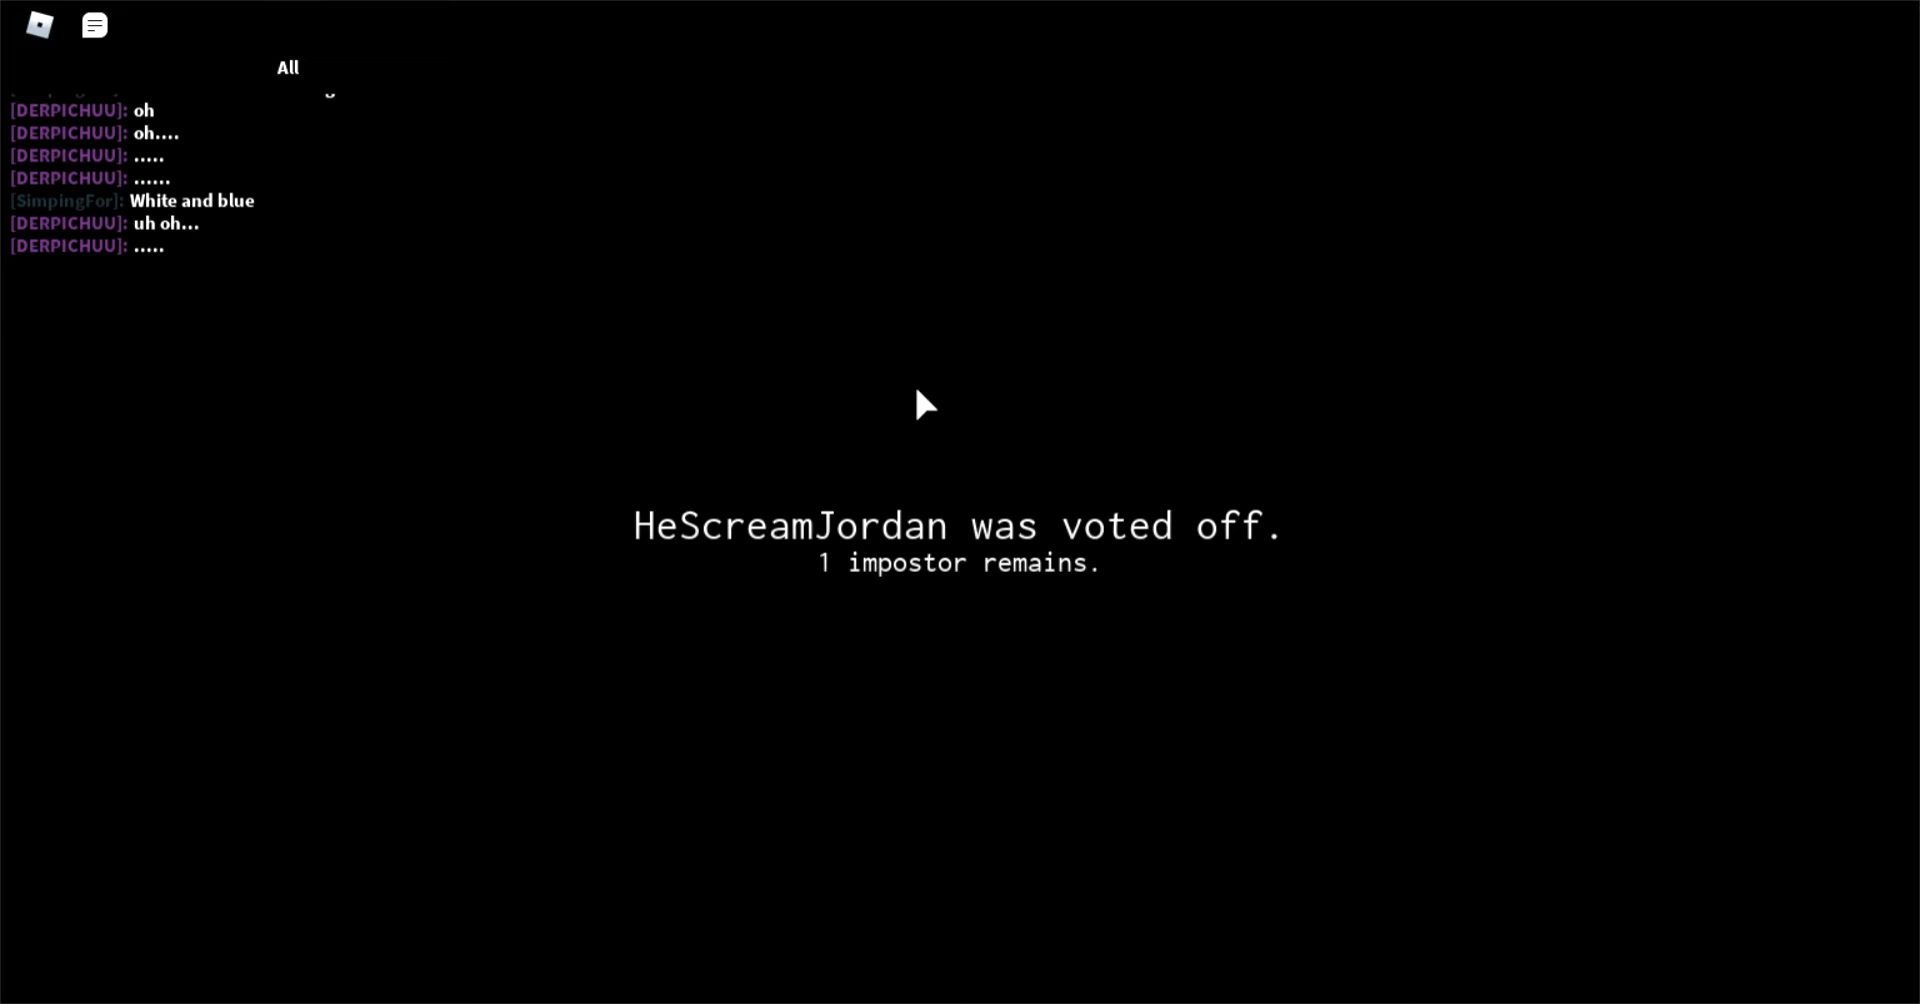 All
[DERPICHUU]: oh
[DERPICHUU]: oh....
[DERPICHUU]: .....
[DERPICHUU]: ......
[SimpingFor]: White and blue
[DERPICHUU]: uh oh...
[DERPICHUU]: .....
HeScreamJordan was voted off.
1 impostor remains.